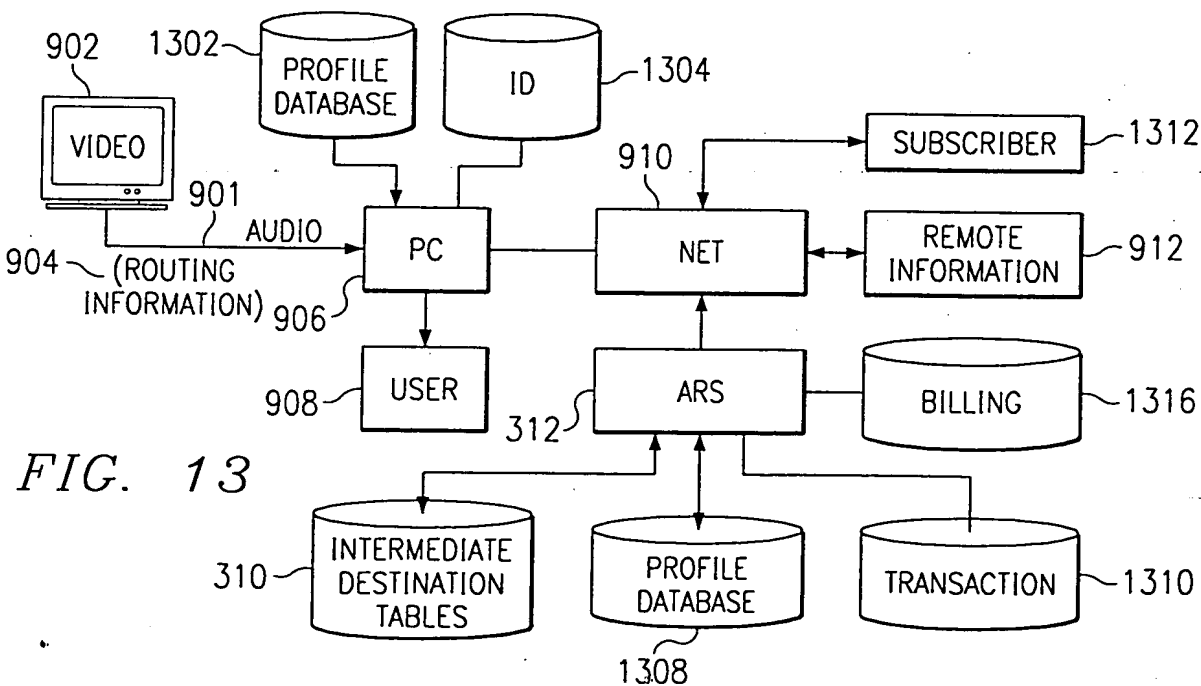 1302
902
PROFILE
DATABASE
ID
1304
VIDEO
910
SUBSCRIBER
1312
901
AUDIO
PC
NET
REMOTE
INFORMATION
912
904
(ROUTING
INFORMATION)
906
USER
908
ARS
312
BILLING
1316
FIG. 13
INTERMEDIATE
DESTINATION
TABLES
310
PROFILE
DATABASE
1308
TRANSACTION
1310